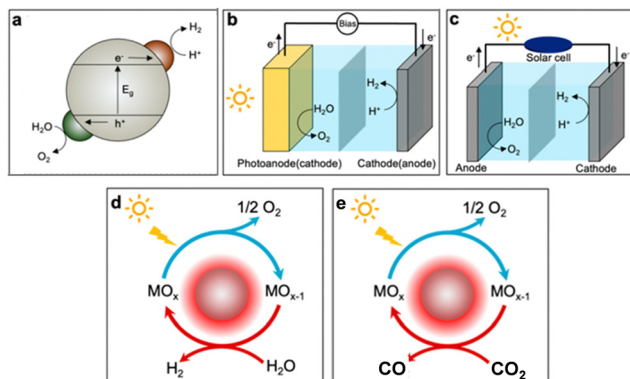 a
H₂
H⁺
e⁻
E_g
h⁺
H₂O
O₂
b
Bias
e⁻
e⁻
H₂
H₂O
H⁺
O₂
Photoanode(cathode)
Cathode(anode)
c
Solar cell
e⁻
e⁻
H₂
H₂O
H⁺
O₂
Anode
Cathode
d
1/2 O₂
MOₓ
MOₓ₋₁
H₂
H₂O
e
1/2 O₂
MOₓ
MOₓ₋₁
CO
CO₂